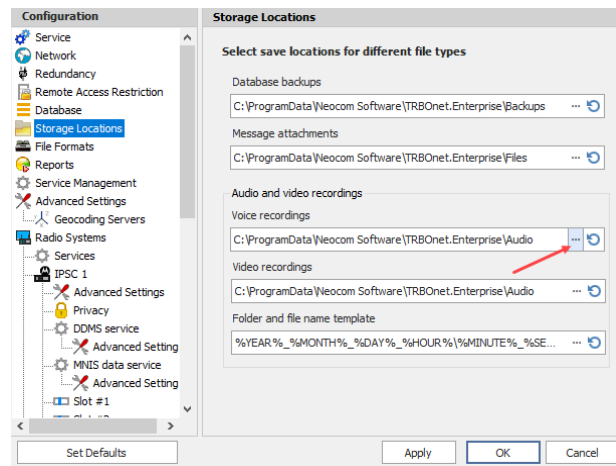 Configuration
Service
Network
Redundancy
Remote Access Restriction
Database
Storage Locations
File Formats
Reports
Service Management
Advanced Settings
Geocoding Servers
Radio Systems
Services
IPSC 1
Advanced Settings
Privacy
DDMS service
Advanced Setting
MNIS data service
Advanced Setting
Slot #1
Set Defaults
Storage Locations
Select save locations for different file types
Database backups
C:\ProgramData\Neocom Software\TRBOnet.Enterprise\Backups ...
Message attachments
C:\ProgramData\Neocom Software\TRBOnet.Enterprise\Files ...
Audio and video recordings
Voice recordings
C:\ProgramData\Neocom Software\TRBOnet.Enterprise\Audio ...
Video recordings
C:\ProgramData\Neocom Software\TRBOnet.Enterprise\Audio ...
Folder and file name template
%YEAR%_%MONTH%_%DAY%_%HOUR%\%MINUTE%_%SE... ...
Apply OK Cancel